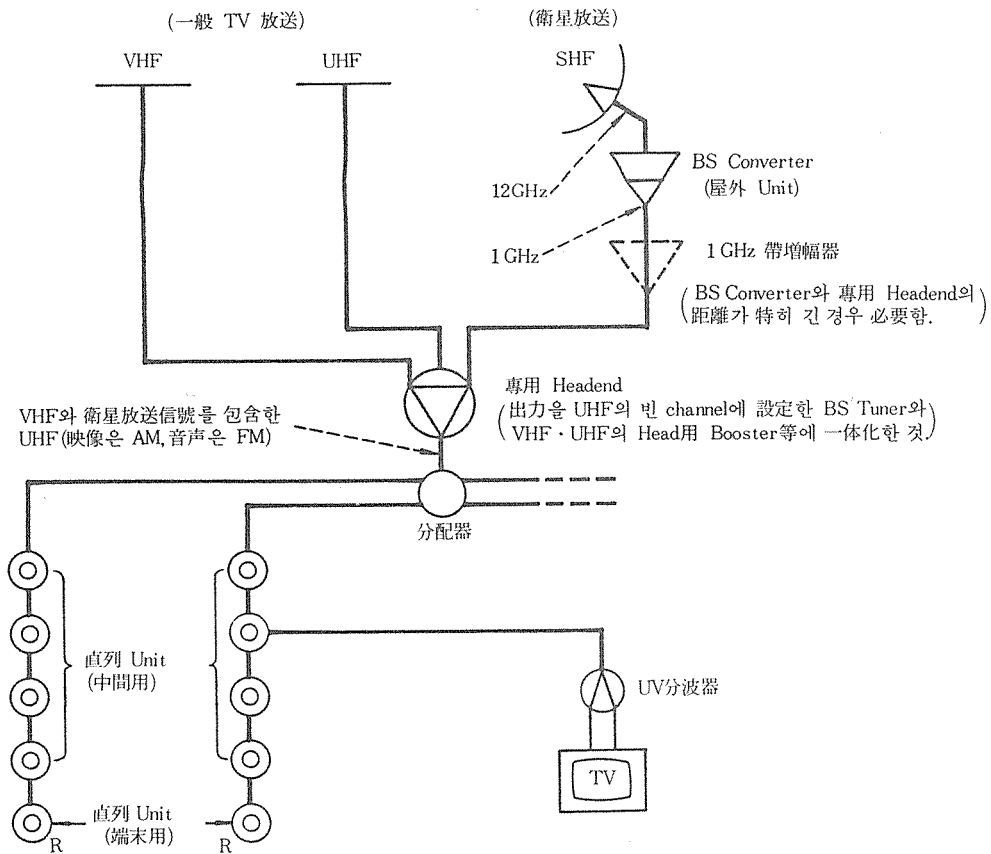 (一般 TV 放送)
(衛星放送)
VHF
UHF
SHF
12GHz
BS Converter
(屋外 Unit)
1GHz
1GHz 帶增幅器
(BS Converter와 專用 Headend의
距離가 特히 긴 경우 必要함.)
專用 Headend
(出力을 UHF의 빈 channel에 設定한 BS Tuner와
VHF·UHF의 Head用 Booster等에 一体化한 것.)
VHF와 衛星放送信號를 包含한
UHF(映像은 AM, 音声은 FM)
分配器
直列 Unit
(中間用)
UV分波器
TV
直列 Unit
(端末用)
R
R